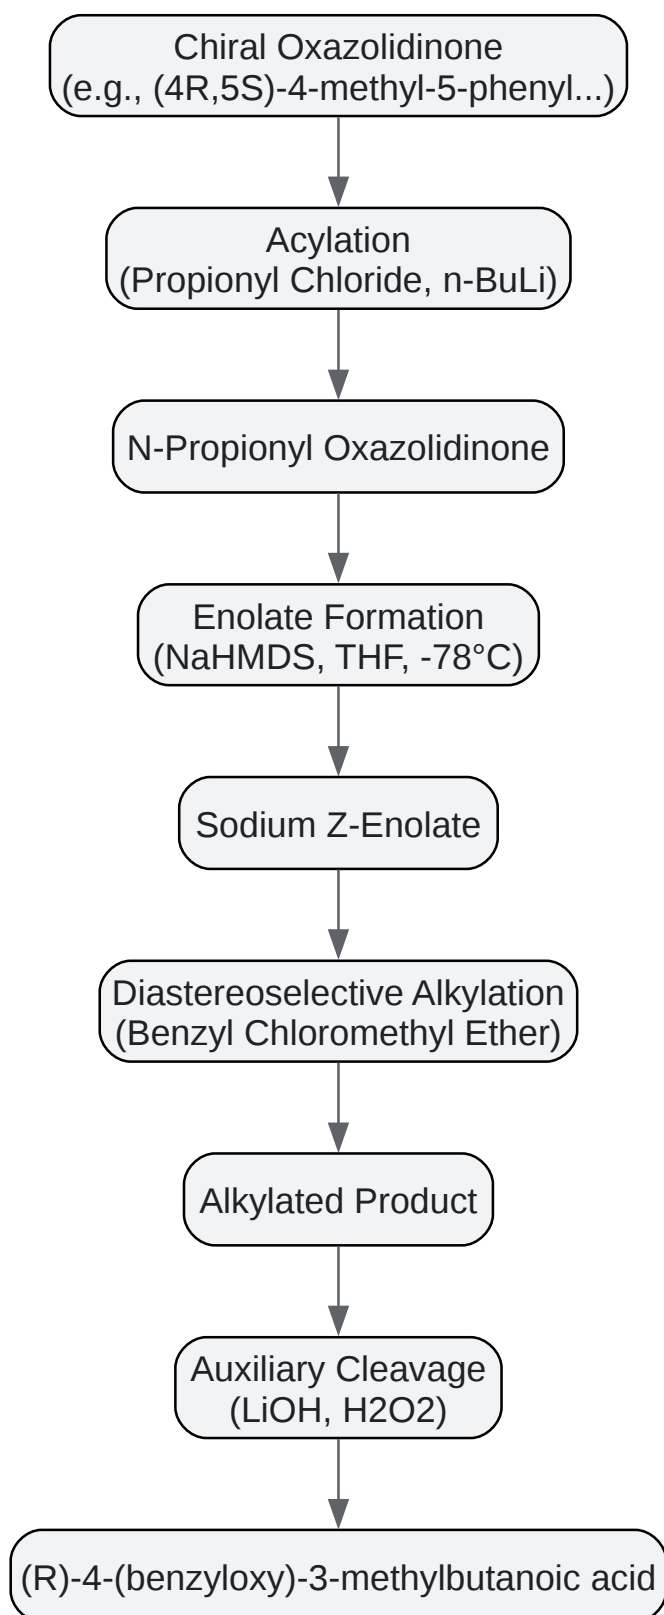 Chiral Oxazolidinone
(e.g., (4R,5S)-4-methyl-5-phenyl...)
Acylation
(Propionyl Chloride, n-BuLi)
N-Propionyl Oxazolidinone
Enolate Formation
(NaHMDS, THF, -78°C)
Sodium Z-Enolate
Diastereoselective Alkylation
(Benzyl Chloromethyl Ether)
Alkylated Product
Auxiliary Cleavage
(LiOH, H2O2)
(R)-4-(benzyloxy)-3-methylbutanoic acid